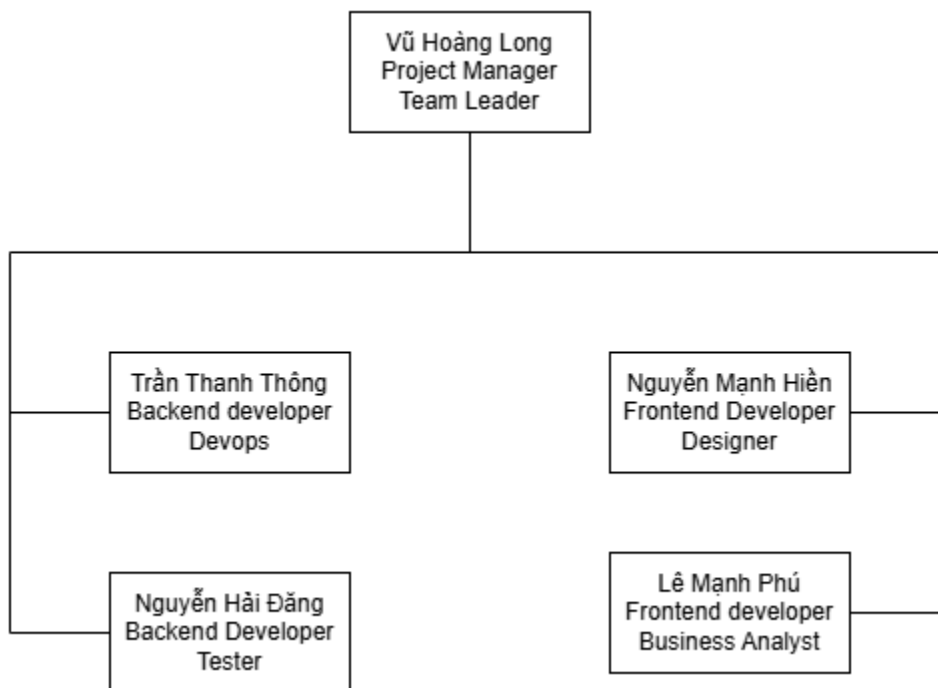 Vũ Hoàng Long
Project Manager
Team Leader
Trần Thanh Thông
Backend developer
Devops
Nguyễn Mạnh Hiền
Frontend Developer
Designer
Nguyễn Hải Đăng
Backend Developer
Tester
Lê Mạnh Phú
Frontend developer
Business Analyst